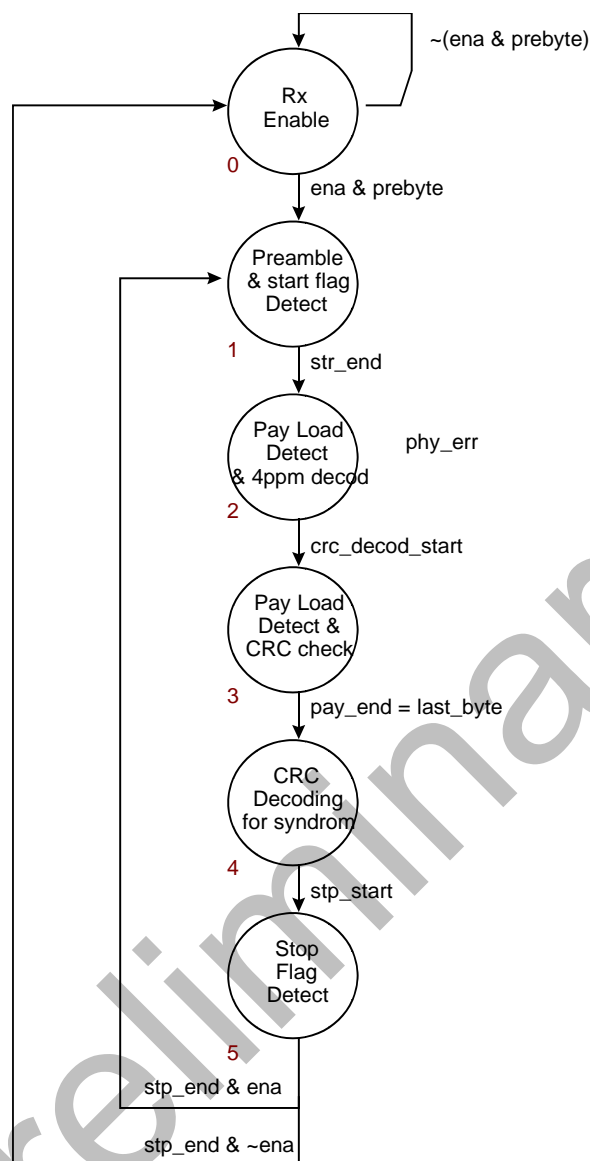 ~(ena & prebyte)
Rx
Enable
0
ena & prebyte
Preamble
& start flag
Detect
1
str_end
Pay Load
Detect
& 4ppm decod
phy_err
2
crc_decod_start
Pay Load
Detect &
CRC check
3
pay_end = last_byte
CRC
Decoding
for syndrom
4
stp_start
Stop
Flag
Detect
5
stp_end & ena
stp_end & ~ena
reliminar